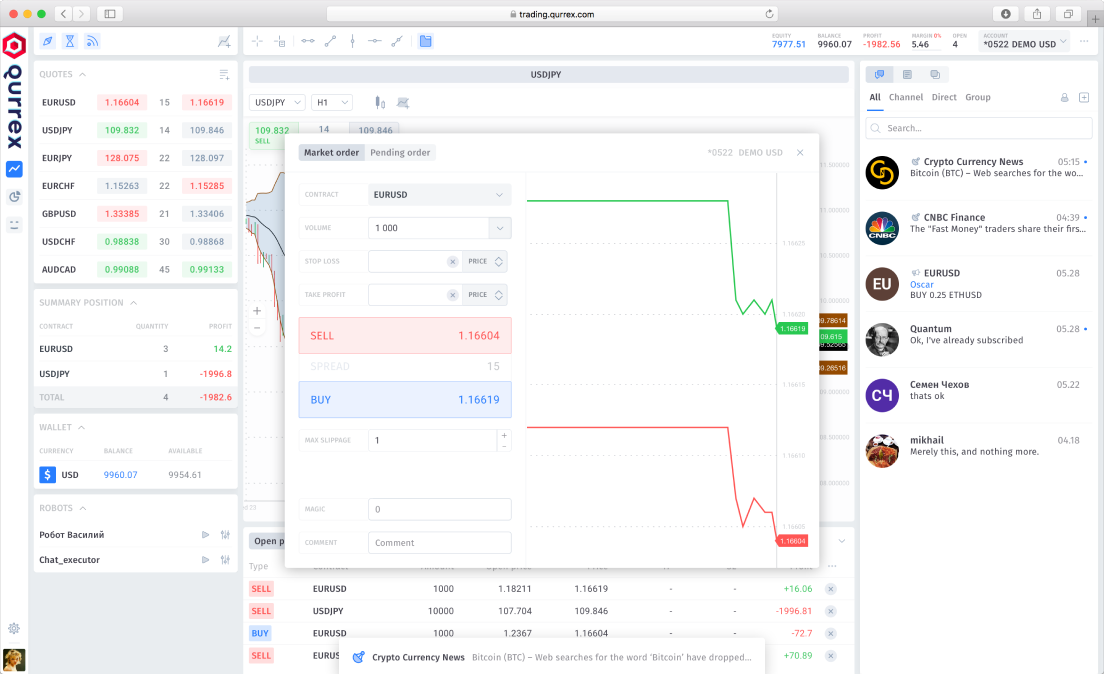 trading.qurrex.com
Qurrex
EQUITY
7977.51
BALANCE
9960.07
PROFIT
-1982.56
MARGIN 0%
5.46
OPEN
4
ACCOUNT
*0522 DEMO USD
QUOTES
EURUSD 1.16604 15 1.16619
USDJPY 109.832 14 109.846
EURJPY 128.075 22 128.097
EURCHF 1.15263 22 1.15285
GBPUSD 1.33385 21 1.33406
USDCHF 0.98838 30 0.98868
AUDCAD 0.99088 45 0.99133
SUMMARY POSITION
CONTRACT QUANTITY PROFIT
EURUSD 3 14.2
USDJPY 1 -1996.8
TOTAL 4 -1982.6
WALLET
CURRENCY BALANCE AVAILABLE
$ USD 9960.07 9954.61
ROBOTS
Робот Василий
Chat_executor
USDJPY
USDJPY H1
109.832 14 109.846
SELL
Market order Pending order *0522 DEMO USD
CONTRACT EURUSD
VOLUME 1 000
STOP LOSS PRICE
TAKE PROFIT PRICE
SELL 1.16604
SPREAD 15
BUY 1.16619
MAX SLIPPAGE 1
MAGIC 0
COMMENT Comment
1.16620
1.16620
1.16619
1.16615
1.16610
1.16605
1.16604
Open p
Type
SELL EURUSD 1000 1.18211 1.16619 - - +16.06
SELL USDJPY 10000 107.704 109.846 - - -1996.81
BUY EURUSD 1000 1.2367 1.16604 - - -72.7
SELL +70.89
Crypto Currency News Bitcoin (BTC) – Web searches for the word 'Bitcoin' have dropped...
All Channel Direct Group
Search...
Crypto Currency News 05:15
Bitcoin (BTC) – Web searches for the wo...
CNBC
CNBC Finance 04:39
The "Fast Money" traders share their firs...
EU
EURUSD 05.28
Oscar
BUY 0.25 ETHUSD
Quantum 05.28
Ok, I've already subscribed
СЧ
Семен Чехов 05.22
thats ok
mikhail 04.18
Merely this, and nothing more.